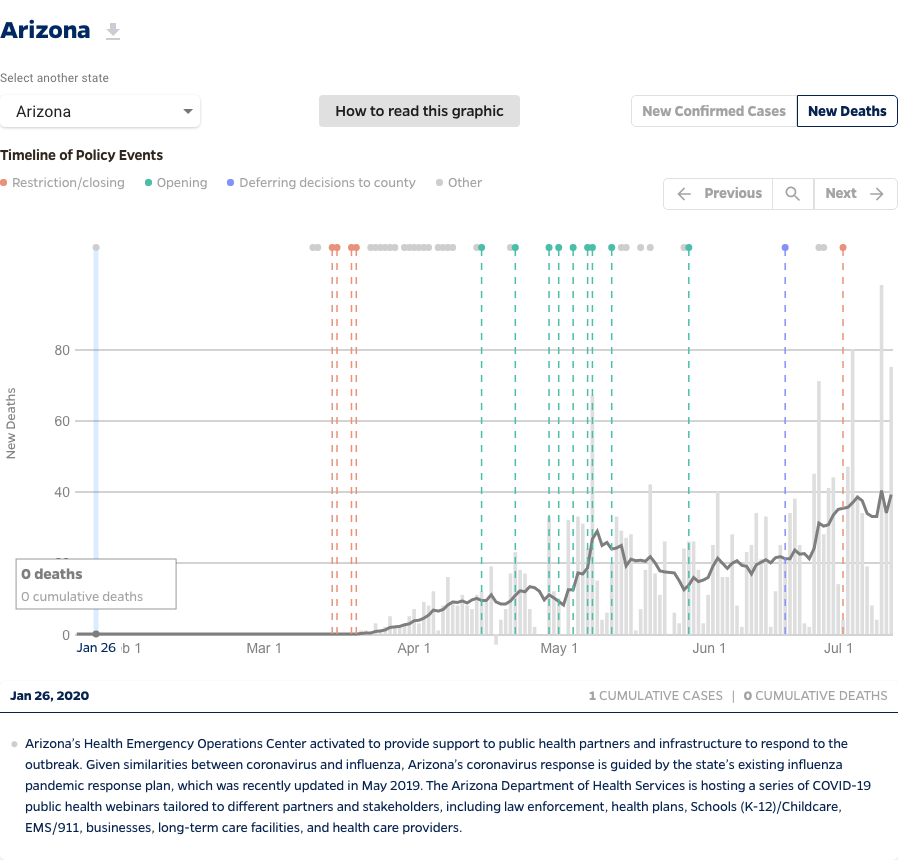 Arizona
Select another state
Arizona
How to read this graphic
New Confirmed Cases
New Deaths
Timeline of Policy Events
Restriction/closing
Opening
Deferring decisions to county
Other
Previous
Next
New Deaths
80
60
40
0 deaths
0 cumulative deaths
0
Jan 26
b 1
Mar 1
Apr 1
May 1
Jun 1
Jul 1
Jan 26, 2020
1 CUMULATIVE CASES | 0 CUMULATIVE DEATHS
Arizona's Health Emergency Operations Center activated to provide support to public health partners and infrastructure to respond to the
outbreak. Given similarities between coronavirus and influenza, Arizona's coronavirus response is guided by the state's existing influenza
pandemic response plan, which was recently updated in May 2019. The Arizona Department of Health Services is hosting a series of COVID-19
public health webinars tailored to different partners and stakeholders, including law enforcement, health plans, Schools (K-12)/Childcare,
EMS/911, businesses, long-term care facilities, and health care providers.